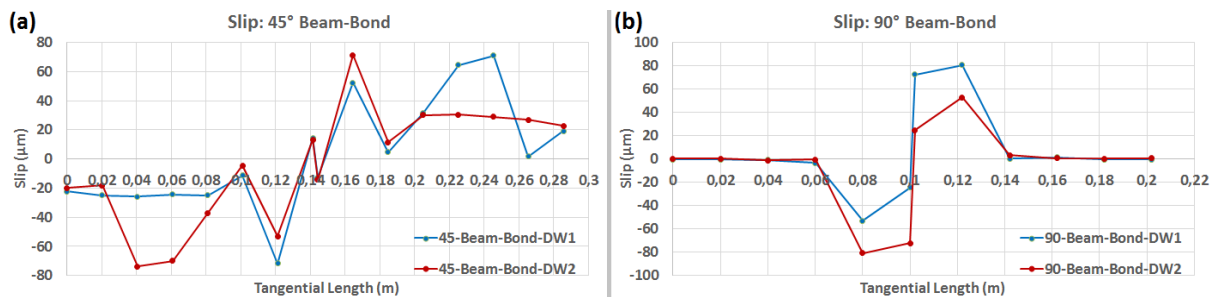 (a)
Slip: 45° Beam-Bond
80
60
40
20
0
-20
-40
-60
-80
Slip (μm)
0 0,02 0,04 0,06 0,08 0,1 0,12 0,14 0,16 0,18 0,2 0,22 0,24 0,26 0,28 0,3
45-Beam-Bond-DW1
45-Beam-Bond-DW2
Tangential Length (m)
(b)
Slip: 90° Beam-Bond
100
80
60
40
20
0
-20
-40
-60
-80
-100
Slip (μm)
0,02 0,04 0,06 0,08 0,1 0,12 0,14 0,16 0,18 0,2 0,22
90-Beam-Bond-DW1
90-Beam-Bond-DW2
Tangential Length (m)